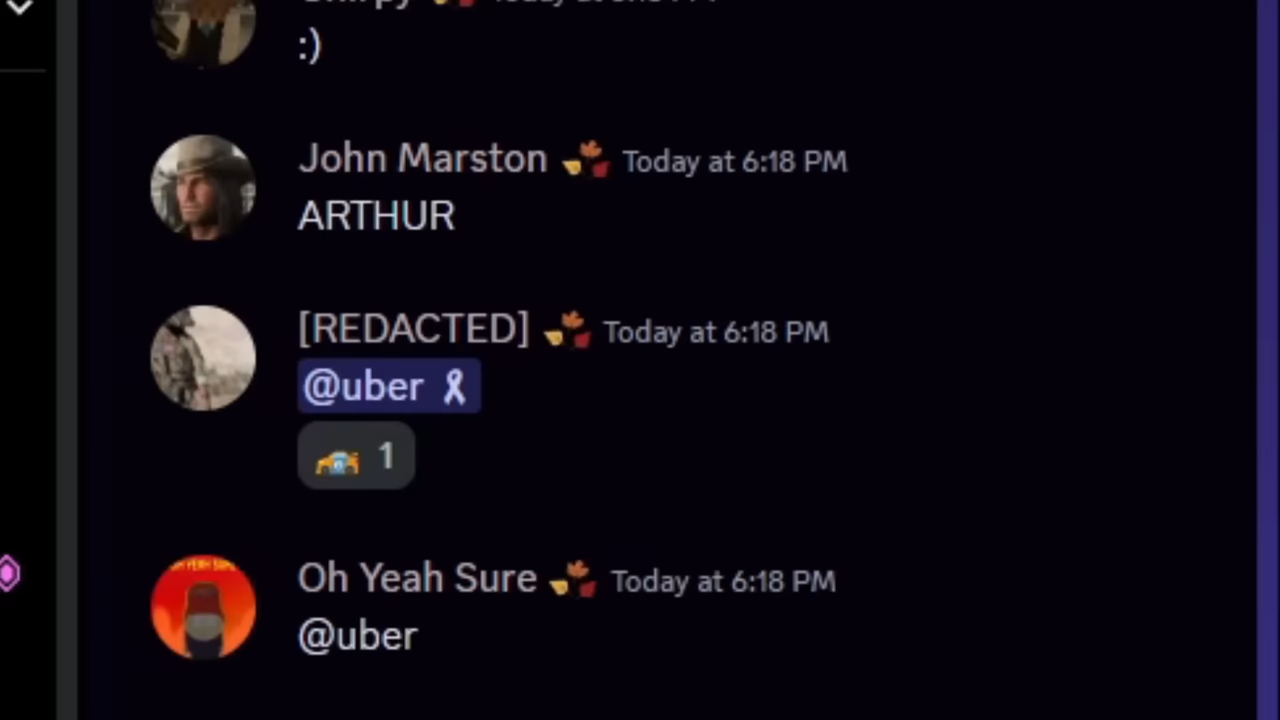 :)
John Marston Today at 6:18 PM
ARTHUR
[REDACTED] Today at 6:18 PM
@uber
1
Oh Yeah Sure Today at 6:18 PM
@uber